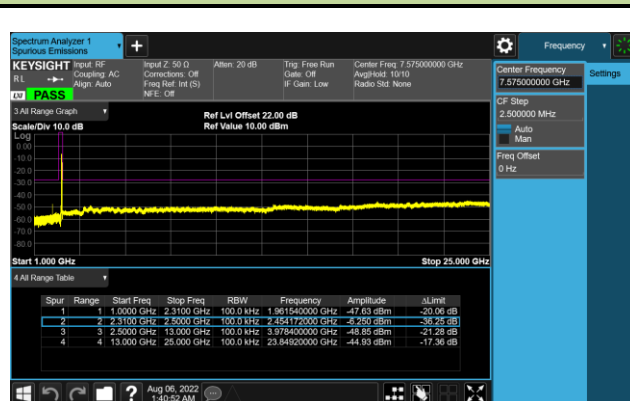 Spectrum Analyzer 1
Spurious Emissions
Frequency
KEYSIGHT Input: RF Input Z: 50 Ω Atten: 20 dB Trig: Free Run Center Freq: 7.575000000 GHz
RL Coupling: AC Corrections: Off Gate: Off Avg|Hold: 10/10
Align: Auto Freq Ref: Int (S) IF Gain: Low Radio Std: None
LXI PASS NFE: Off
Center Frequency
7.575000000 GHz
Settings
CF Step
2.500000 MHz
Auto
Man
Freq Offset
0 Hz
3 All Range Graph
Ref Lvl Offset 22.00 dB
Scale/Div 10.0 dB Ref Value 10.00 dBm
Log
0.00
-10.0
-20.0
-30.0
-40.0
-50.0
-60.0
-70.0
-80.0
Start 1.000 GHz Stop 25.000 GHz
4 All Range Table
Spur Range Start Freq Stop Freq RBW Frequency Amplitude ΔLimit
1 1 1.0000 GHz 2.3100 GHz 100.0 kHz 1.961540000 GHz -47.63 dBm -20.06 dB
2 2 2.3100 GHz 2.5000 GHz 100.0 kHz 2.454172000 GHz -6.250 dBm -36.25 dB
3 3 2.5000 GHz 13.000 GHz 100.0 kHz 3.978400000 GHz -48.85 dBm -21.28 dB
4 4 13.000 GHz 25.000 GHz 100.0 kHz 23.84920000 GHz -44.93 dBm -17.36 dB
Aug 06, 2022
1:40:52 AM